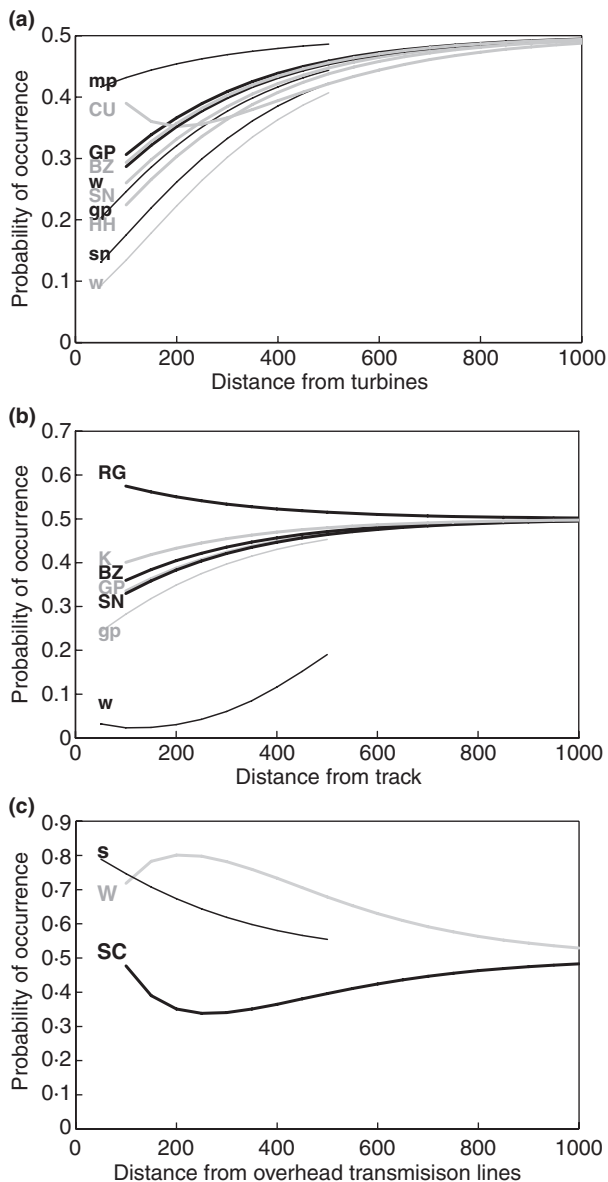 (a)
0.5
0.4
0.3
0.2
0.1
0
Probability of occurrence
mp
CU
GP
BZ
w
SN
gp
HH
sn
w
0 200 400 600 800 1000
Distance from turbines
(b)
0.7
0.6
0.5
0.4
0.3
0.2
0.1
0
Probability of occurrence
RG
K
BZ
GP
SN
gp
w
0 200 400 600 800 1000
Distance from track
(c)
0·9
0·8
0·7
0·6
0·5
0·4
0·3
0·2
0·1
0
Probability of occurrence
s
W
SC
0 200 400 600 800 1000
Distance from overhead transmisison lines